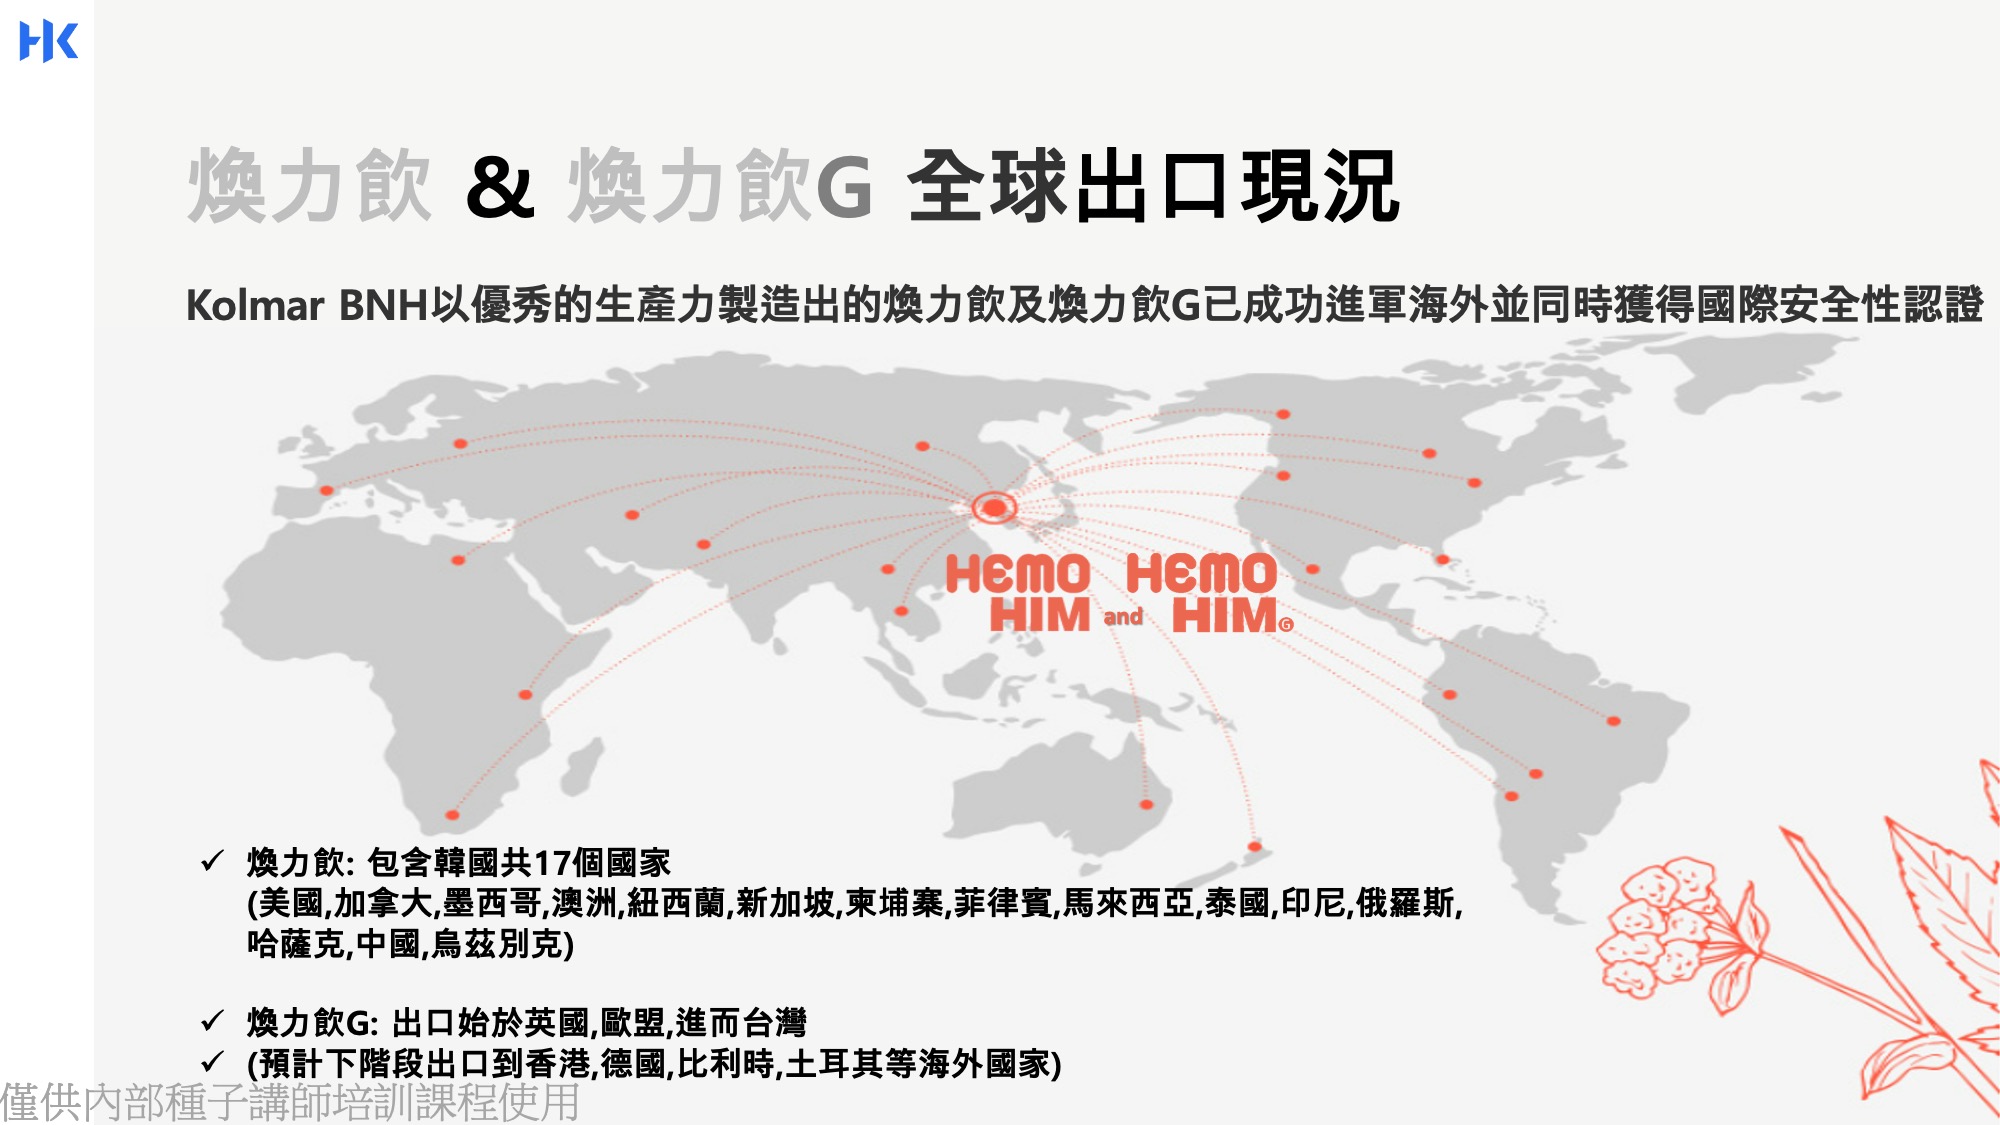 HK
煥力飲 & 煥力飲G 全球出口現況
Kolmar BNH以優秀的生產力製造出的煥力飲及煥力飲G已成功進軍海外並同時獲得國際安全性認證
HEMO HIM and HEMO HIM G
✓ 煥力飲: 包含韓國共17個國家
(美國,加拿大,墨西哥,澳洲,紐西蘭,新加坡,柬埔寨,菲律賓,馬來西亞,泰國,印尼,俄羅斯,
哈薩克,中國,烏茲別克)
✓ 煥力飲G: 出口始於英國,歐盟,進而台灣
✓ (預計下階段出口到香港,德國,比利時,土耳其等海外國家)
僅供內部種子講師培訓課程使用